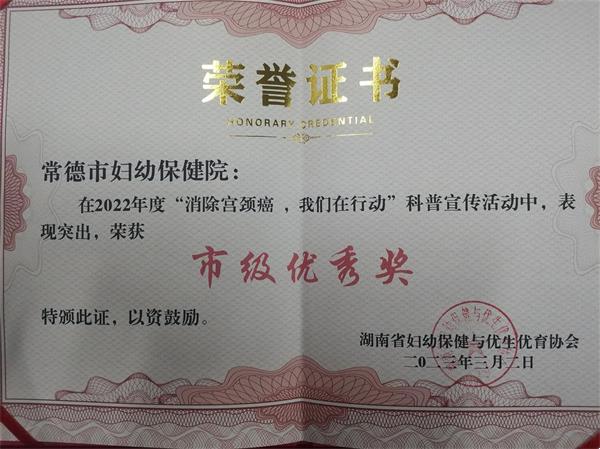 荣誉证书
HONORARY CREDENTIAL
常德市妇幼保健院：
在2022年度“消除宫颈癌，我们在行动”科普宣传活动中，表
现突出，荣获
市级优秀奖
特颁此证，以资鼓励。
湖南省妇幼保健与优生优育协会
二〇二三年三月二日